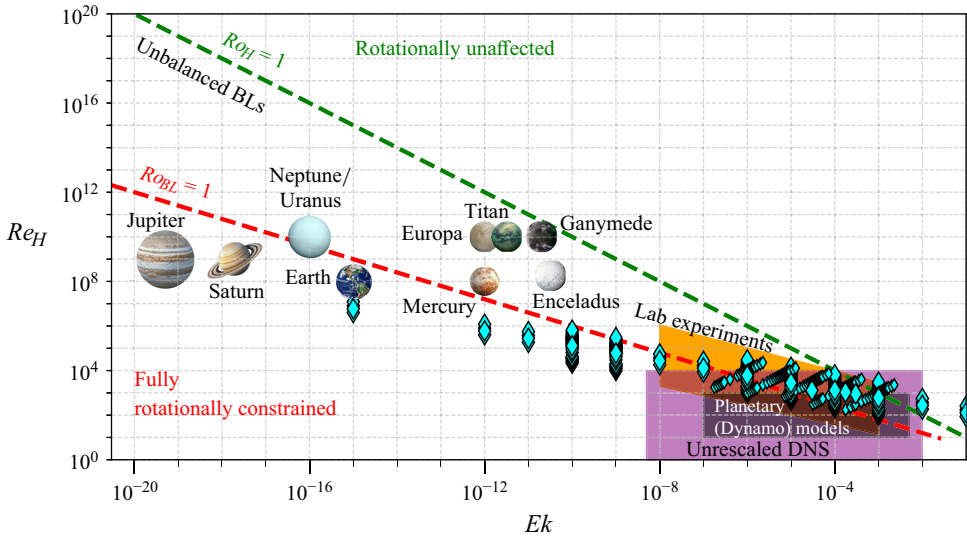 10^20
10^16
10^12
10^8
10^4
10^0
Re_H
Ro_H = 1
Unbalanced BLs
Rotationally unaffected
Ro_BL = 1
Jupiter
Saturn
Neptune/
Uranus
Earth
Titan
Europa
Ganymede
Mercury
Enceladus
Lab experiments
Fully
rotationally constrained
Planetary
(Dynamo) models
Unrescaled DNS
10^−20
10^−16
10^−12
10^−8
10^−4
Ek